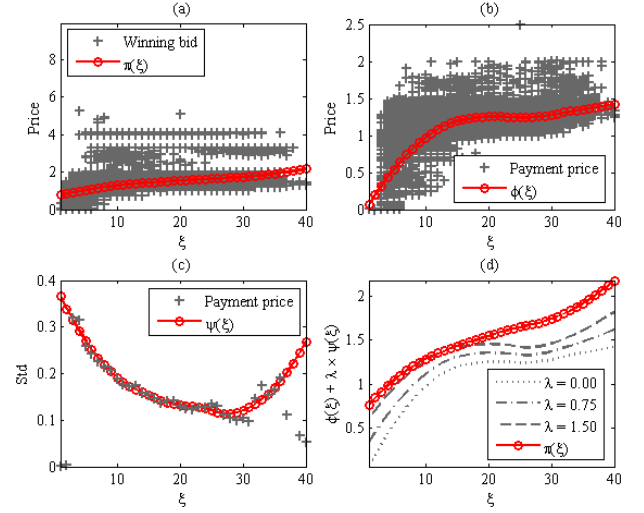 (a)
(b)
Price
8
6
4
2
0
10
20
30
40
ξ
Winning bid
π(ξ)
Price
2.5
2
1.5
1
0.5
0
10
20
30
40
ξ
Payment price
ϕ(ξ)
(c)
(d)
Std
0.4
0.3
0.2
0.1
0
10
20
30
40
ξ
Payment price
ψ(ξ)
ϕ(ξ) + λ × ψ(ξ)
2
1.5
1
0.5
10
20
30
40
ξ
λ = 0.00
λ = 0.75
λ = 1.50
π(ξ)